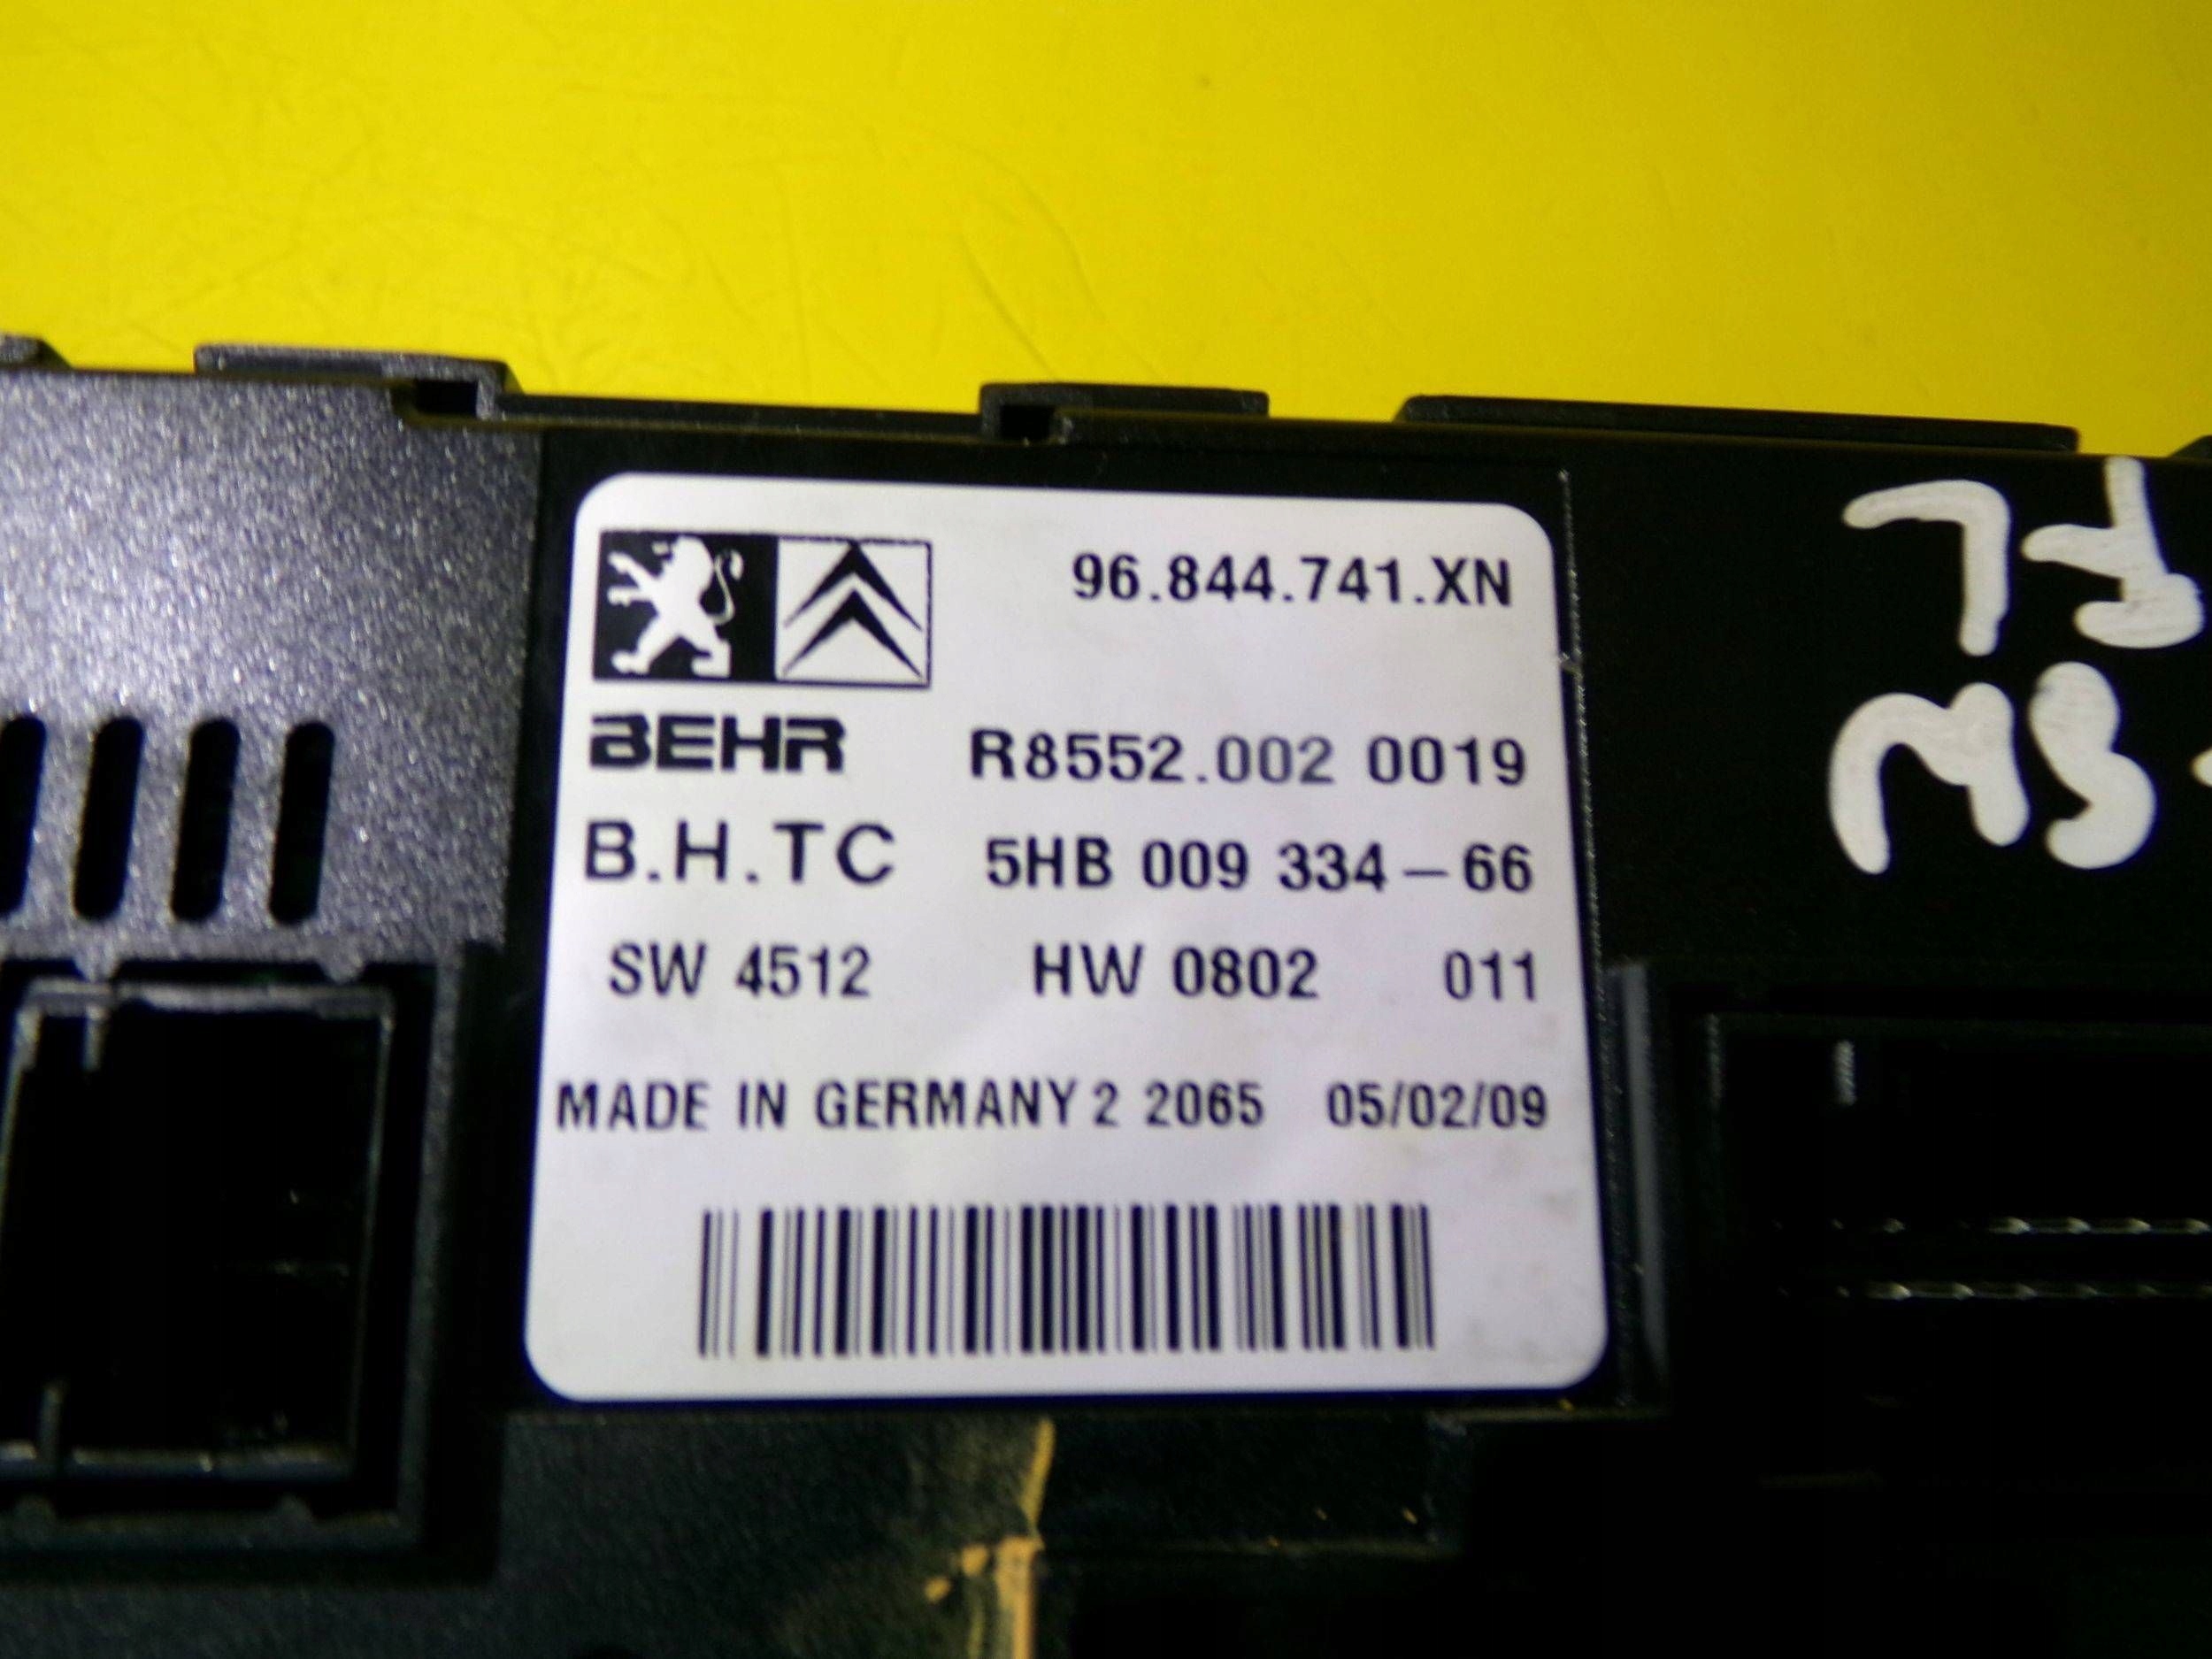 96.844.741.XN
BEHR R8552.002 0019
B.H.TC 5HB 009 334-66
SW 4512 HW 0802 011
MADE IN GERMANY 2 2065 05/02/09